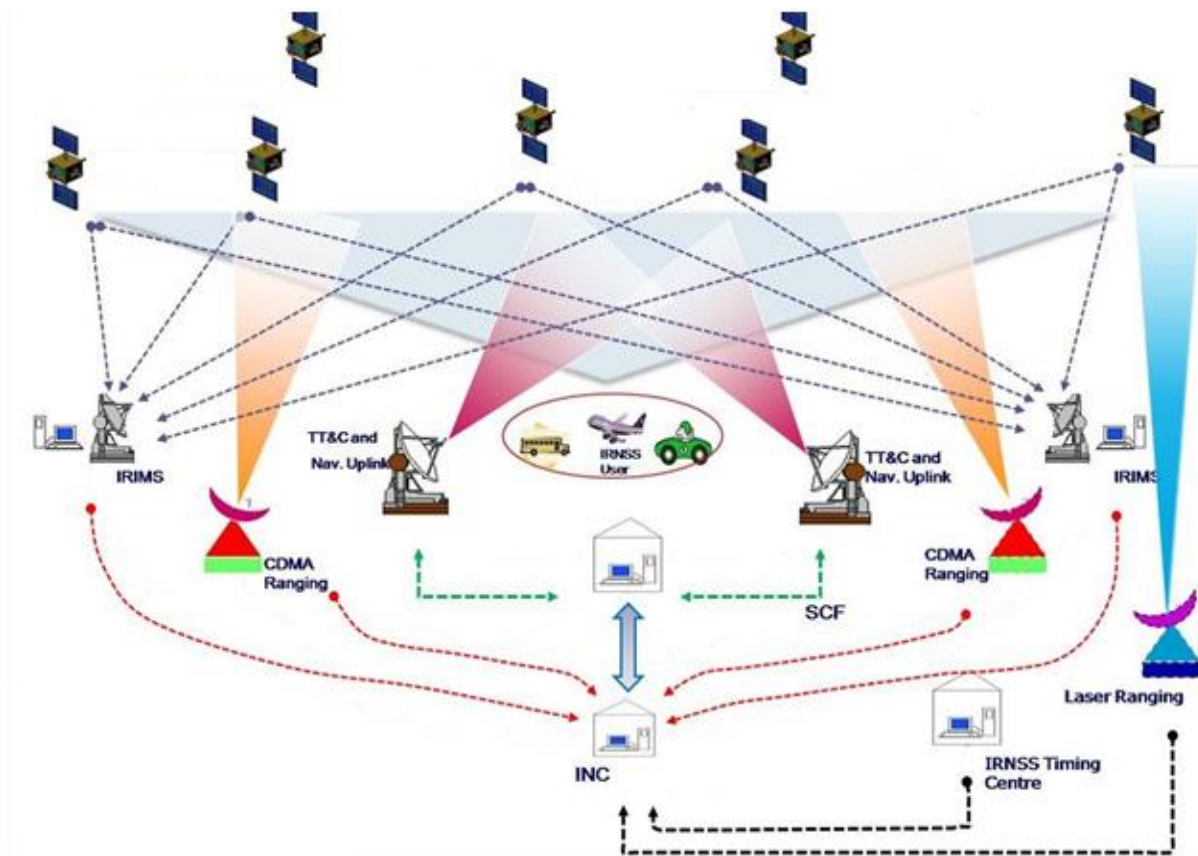 IRNSS
User
TT&C and
Nav. Uplink
TT&C and
Nav. Uplink
IRIMS
IRIMS
CDMA
Ranging
CDMA
Ranging
SCF
Laser Ranging
INC
IRNSS Timing
Centre